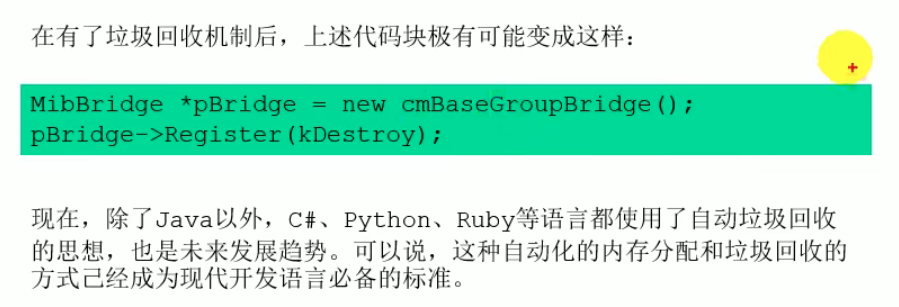 在有了垃圾回收机制后，上述代码块极有可能变成这样：
MibBridge *pBridge = new cmBaseGroupBridge();
pBridge->Register(kDestroy);
现在，除了Java以外，C#、Python、Ruby等语言都使用了自动垃圾回收
的思想，也是未来发展趋势。可以说，这种自动化的内存分配和垃圾回收的
方式己经成为现代开发语言必备的标准。